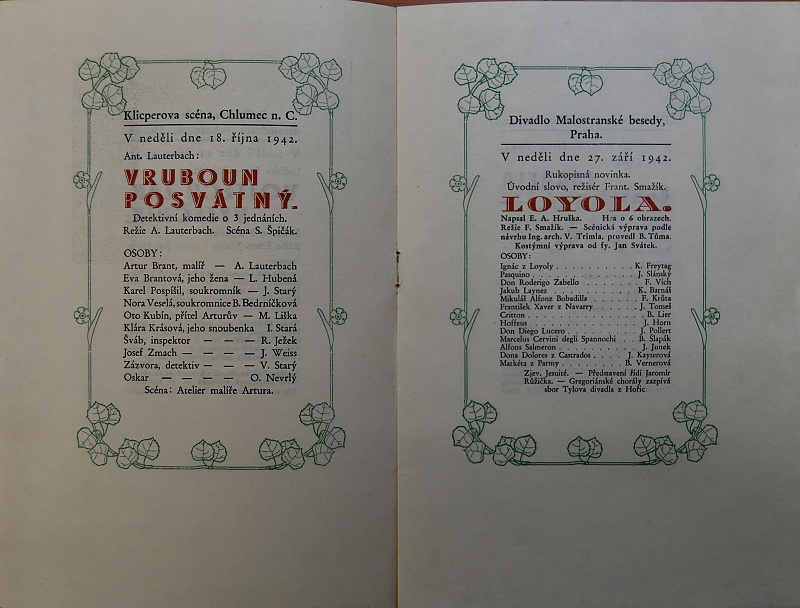 Klicperova scéna, Chlumec n. C.
V neděli dne 18. října 1942.
Ant. Lauterbach:
VRUBOUN
POSVÁTNÝ.
Detektivní komedie o 3 jednáních.
Režie A. Lauterbach. Scéna S. Špičák.
OSOBY:
Artur Brant, malíř — A. Lauterbach
Eva Brantová, jeho žena — L. Hubená
Karel Pospíšil, soukromník — J. Starý
Nora Veselá, soukromnice B. Bedrníčková
Oto Kubín, přítel Arturův — M. Liška
Klára Krásová, jeho snoubenka I. Stará
Šváb, inspektor — — — R. Ježek
Josef Zmach — — — — J. Weiss
Zázvora, detektiv — — — V. Starý
Oskar — — — — O. Nevrlý
Scéna: Atelier malíře Artura.
Divadlo Malostranské besedy,
Praha.
V neděli dne 27. září 1942.
Rukopisná novinka.
Úvodní slovo, režisér Frant. Smažík.
LOYOLA.
Napsal E. A. Hruška. Hra o 6 obrazech.
Režie F. Smažík. — Scénická výprava podle
návrhu Ing. arch. V. Trimla, provedl B. Tůma.
Kostýmní výprava od fy. Jan Svátek.
OSOBY:
Ignác z Loyoly . . . . . . . . . . K. Freytag
Pasquino . . . . . . . . . . . . J. Slánský
Don Roderigo Zabello . . . . . . . . F. Vich
Jakub Laynez . . . . . . . . . . K. Barnáš
Mikuláš Alfonz Bobadilla . . . . . . F. Krůta
František Xaver z Navarry . . . . . J. Tomeš
Critton . . . . . . . . . . . . . B. Lier
Hoffeus . . . . . . . . . . . . . J. Horn
Don Diego Lucero . . . . . . . . J. Pollert
Marcelus Cervini degli Spannochi . . B. Šlapák
Alfons Salmeron . . . . . . . . . J. Junek
Dona Dolores z Castrados . . . . J. Kayserová
Markéta z Parmy . . . . . . . B. Vernerová
Zjev. Jesuité. — Představení řídí Jaromír
Růžička. — Gregoriánské chorály zazpívá
sbor Tylova divadla z Hořic